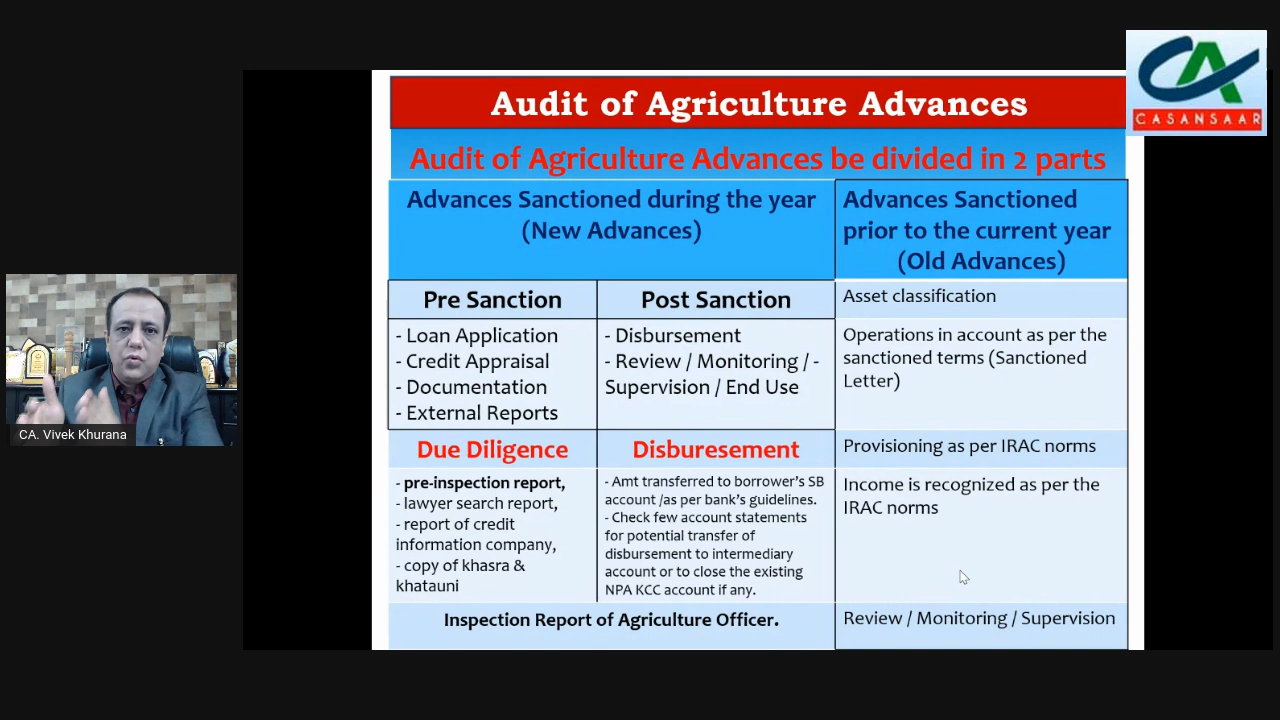 CASANSAAR
Audit of Agriculture Advances
Audit of Agriculture Advances be divided in 2 parts
Advances Sanctioned during the year
(New Advances)
Advances Sanctioned
prior to the current year
(Old Advances)
Pre Sanction
Post Sanction
Asset classification
- Loan Application
- Credit Appraisal
- Documentation
- External Reports
- Disbursement
- Review / Monitoring / -
Supervision / End Use
Operations in account as per the
sanctioned terms (Sanctioned
Letter)
Due Diligence
Disburesement
Provisioning as per IRAC norms
- pre-inspection report,
- lawyer search report,
- report of credit
information company,
- copy of khasra &
khatauni
- Amt transferred to borrower's SB
account /as per bank's guidelines.
- Check few account statements
for potential transfer of
disbursement to intermediary
account or to close the existing
NPA KCC account if any.
Income is recognized as per the
IRAC norms
Inspection Report of Agriculture Officer.
Review / Monitoring / Supervision
CA. Vivek Khurana